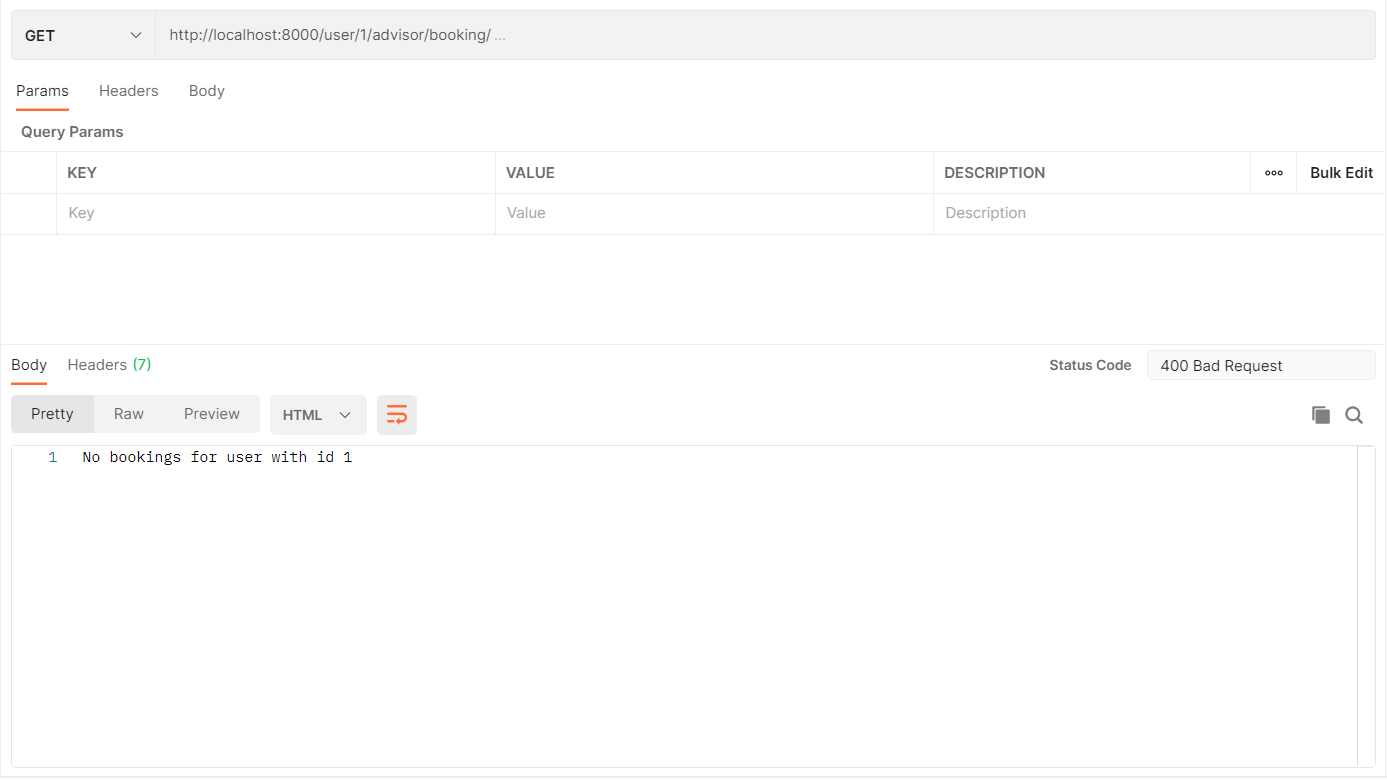 GET http://localhost:8000/user/1/advisor/booking/ ...
Params Headers Body
Query Params
KEY VALUE DESCRIPTION ooo Bulk Edit
Key Value Description
Body Headers (7) Status Code 400 Bad Request
Pretty Raw Preview HTML
1 No bookings for user with id 1